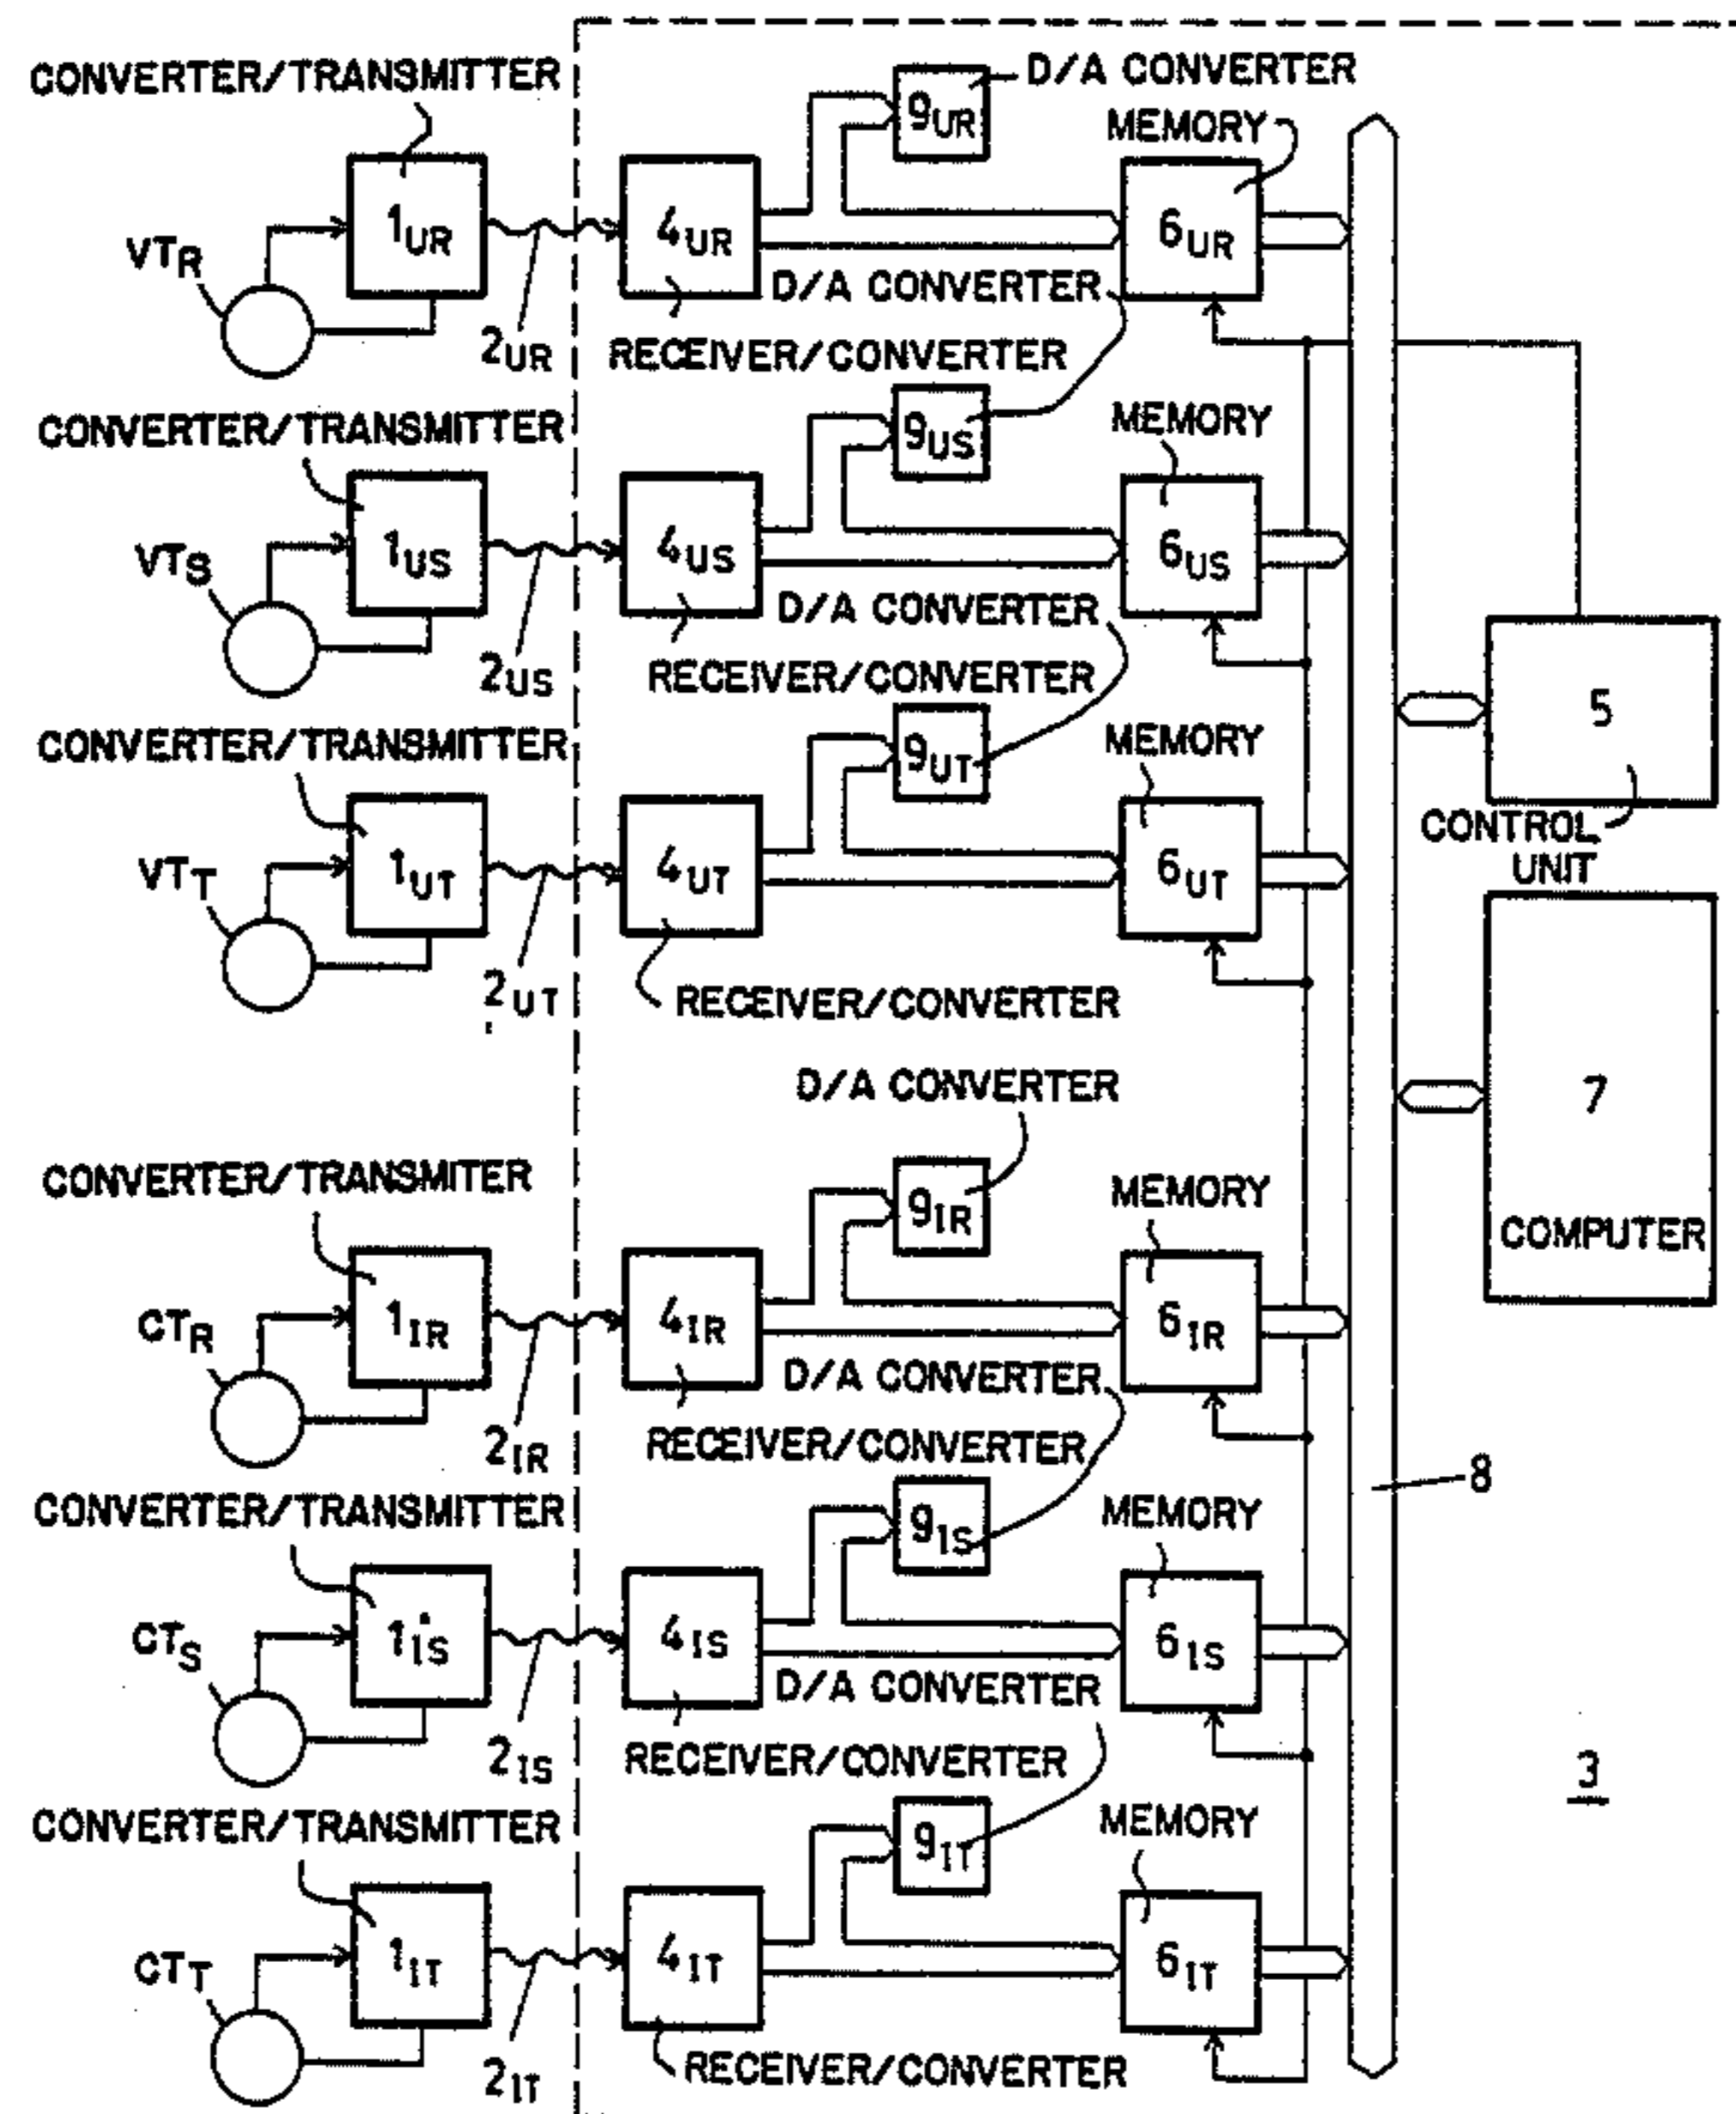 CONVERTER/TRANSMITTER
D/A CONVERTER
9UR
MEMORY
VTR
1UR
2UR
4UR
6UR
D/A CONVERTER
RECEIVER/CONVERTER
CONVERTER/TRANSMITTER
9US
MEMORY
VTS
1US
2US
4US
6US
D/A CONVERTER
RECEIVER/CONVERTER
5
CONTROL
UNIT
CONVERTER/TRANSMITTER
9UT
MEMORY
VTT
1UT
2UT
4UT
6UT
RECEIVER/CONVERTER
7
COMPUTER
D/A CONVERTER
CONVERTER/TRANSMITER
9IR
MEMORY
CTR
1IR
2IR
4IR
6IR
D/A CONVERTER
RECEIVER/CONVERTER
8
CONVERTER/TRANSMITTER
9IS
MEMORY
CTS
1IS
2IS
4IS
6IS
D/A CONVERTER
RECEIVER/CONVERTER
3
CONVERTER/TRANSMITTER
9IT
MEMORY
CTT
1IT
2IT
4IT
6IT
RECEIVER/CONVERTER